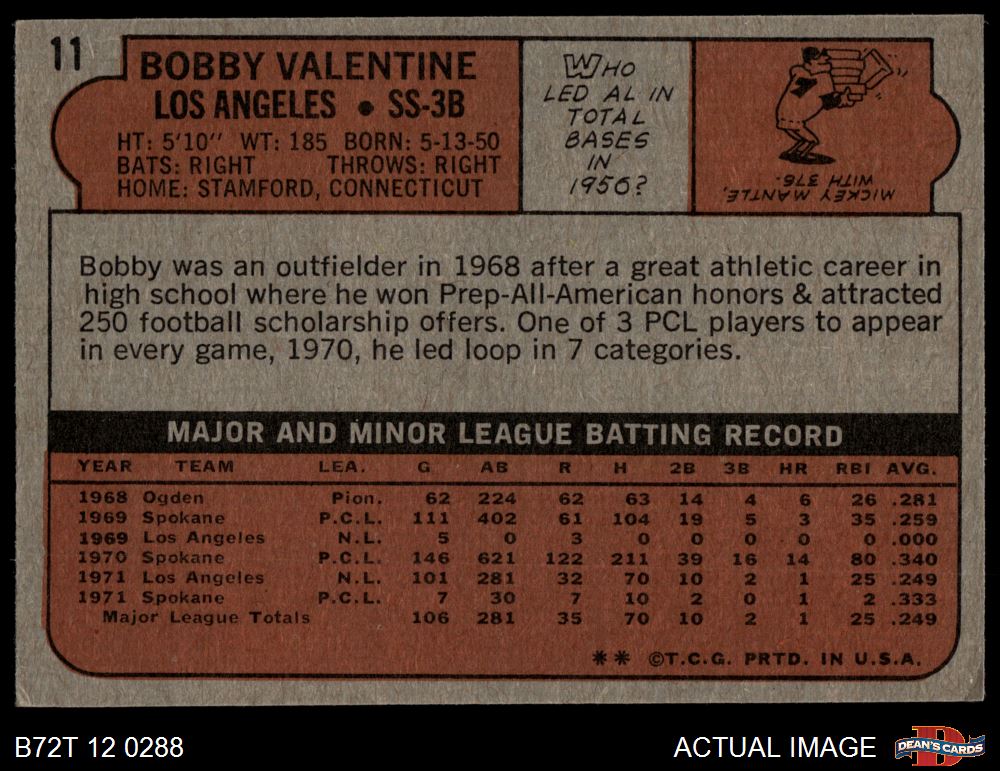 11
BOBBY VALENTINE
LOS ANGELES • SS-3B
HT: 5'10" WT: 185 BORN: 5-13-50
BATS: RIGHT THROWS: RIGHT
HOME: STAMFORD, CONNECTICUT
WHO
LED AL IN
TOTAL
BASES
IN
1956?
MICKEY MANTLE,
WITH 376.
Bobby was an outfielder in 1968 after a great athletic career in
high school where he won Prep-All-American honors & attracted
250 football scholarship offers. One of 3 PCL players to appear
in every game, 1970, he led loop in 7 categories.
MAJOR AND MINOR LEAGUE BATTING RECORD
YEAR TEAM LEA. G AB R H 2B 3B HR RBI AVG.
1968 Ogden Pion. 62 224 62 63 14 4 6 26 .281
1969 Spokane P.C.L. 111 402 61 104 19 5 3 35 .259
1969 Los Angeles N.L. 5 0 3 0 0 0 0 0 .000
1970 Spokane P.C.L. 146 621 122 211 39 16 14 80 .340
1971 Los Angeles N.L. 101 281 32 70 10 2 1 25 .249
1971 Spokane P.C.L. 7 30 7 10 2 0 1 2 .333
Major League Totals 106 281 35 70 10 2 1 25 .249
** ©T.C.G. PRTD. IN U.S.A.
B72T 12 0288
ACTUAL IMAGE
DEAN'S CARDS